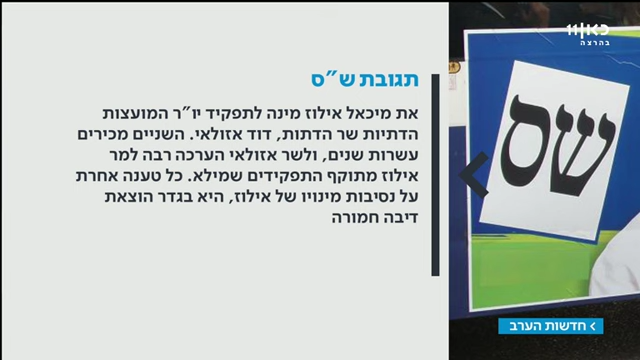 כאן 11
בהרצה
תגובת ש״ס
את מיכאל אילוז מינה לתפקיד יו״ר המועצות
הדתיות שר הדתות, דוד אזולאי. השניים מכירים
עשרות שנים, ולשר אזולאי הערכה רבה למר
אילוז מתוקף התפקידים שמילא. כל טענה אחרת
על נסיבות מינויו של אילוז, היא בגדר הוצאת
דיבה חמורה
שס
חדשות הערב